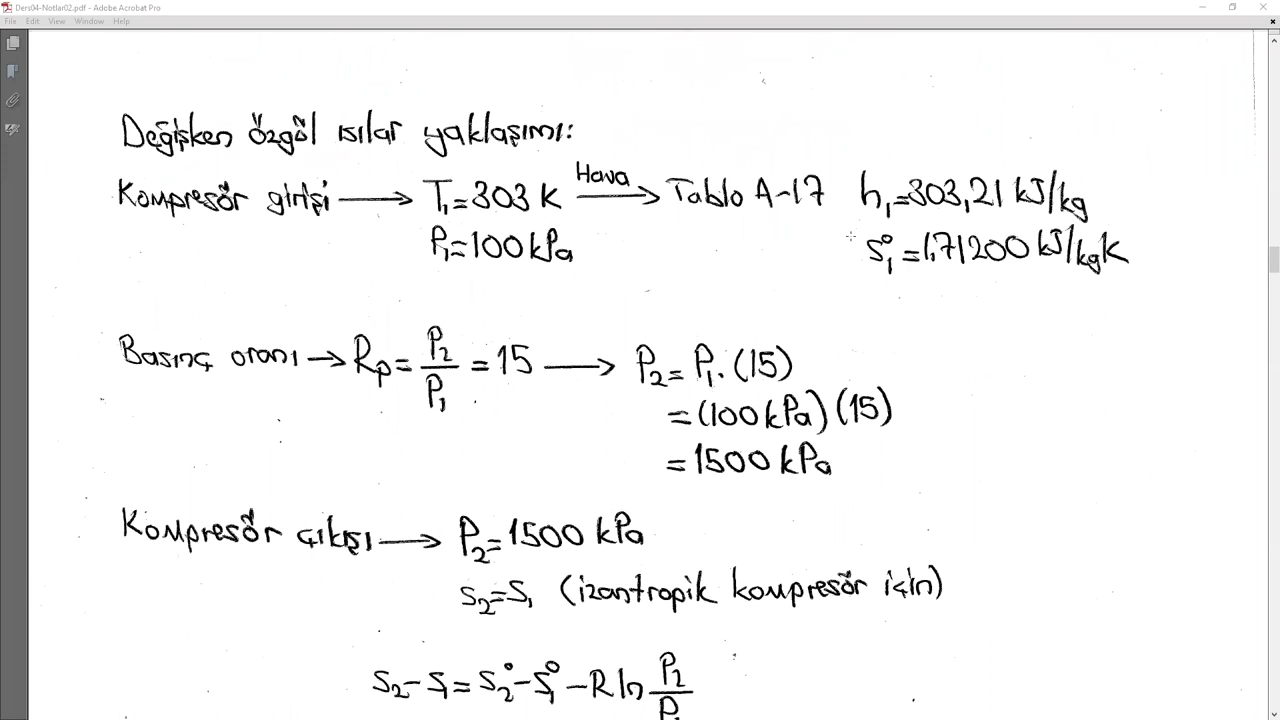 Ders04-Notlar02.pdf - Adobe Acrobat Pro
File Edit View Window Help
Değişken özgül ısılar yaklaşımı:
Kompresör girişi → T₁=303 K Hava → Tablo A-17 h₁=303,21 kJ/kg
P₁=100 kPa s₁°=1,71200 kJ/kgK
Basınç oranı → Rp = P₂/P₁ = 15 → P₂ = P₁.(15)
= (100 kPa)(15)
= 1500 kPa
Kompresör çıkışı → P₂=1500 kPa
s₂=s₁ (izantropik kompresör için)
s₂-s₁ = s₂°-s₁° -R ln P₂/P₁